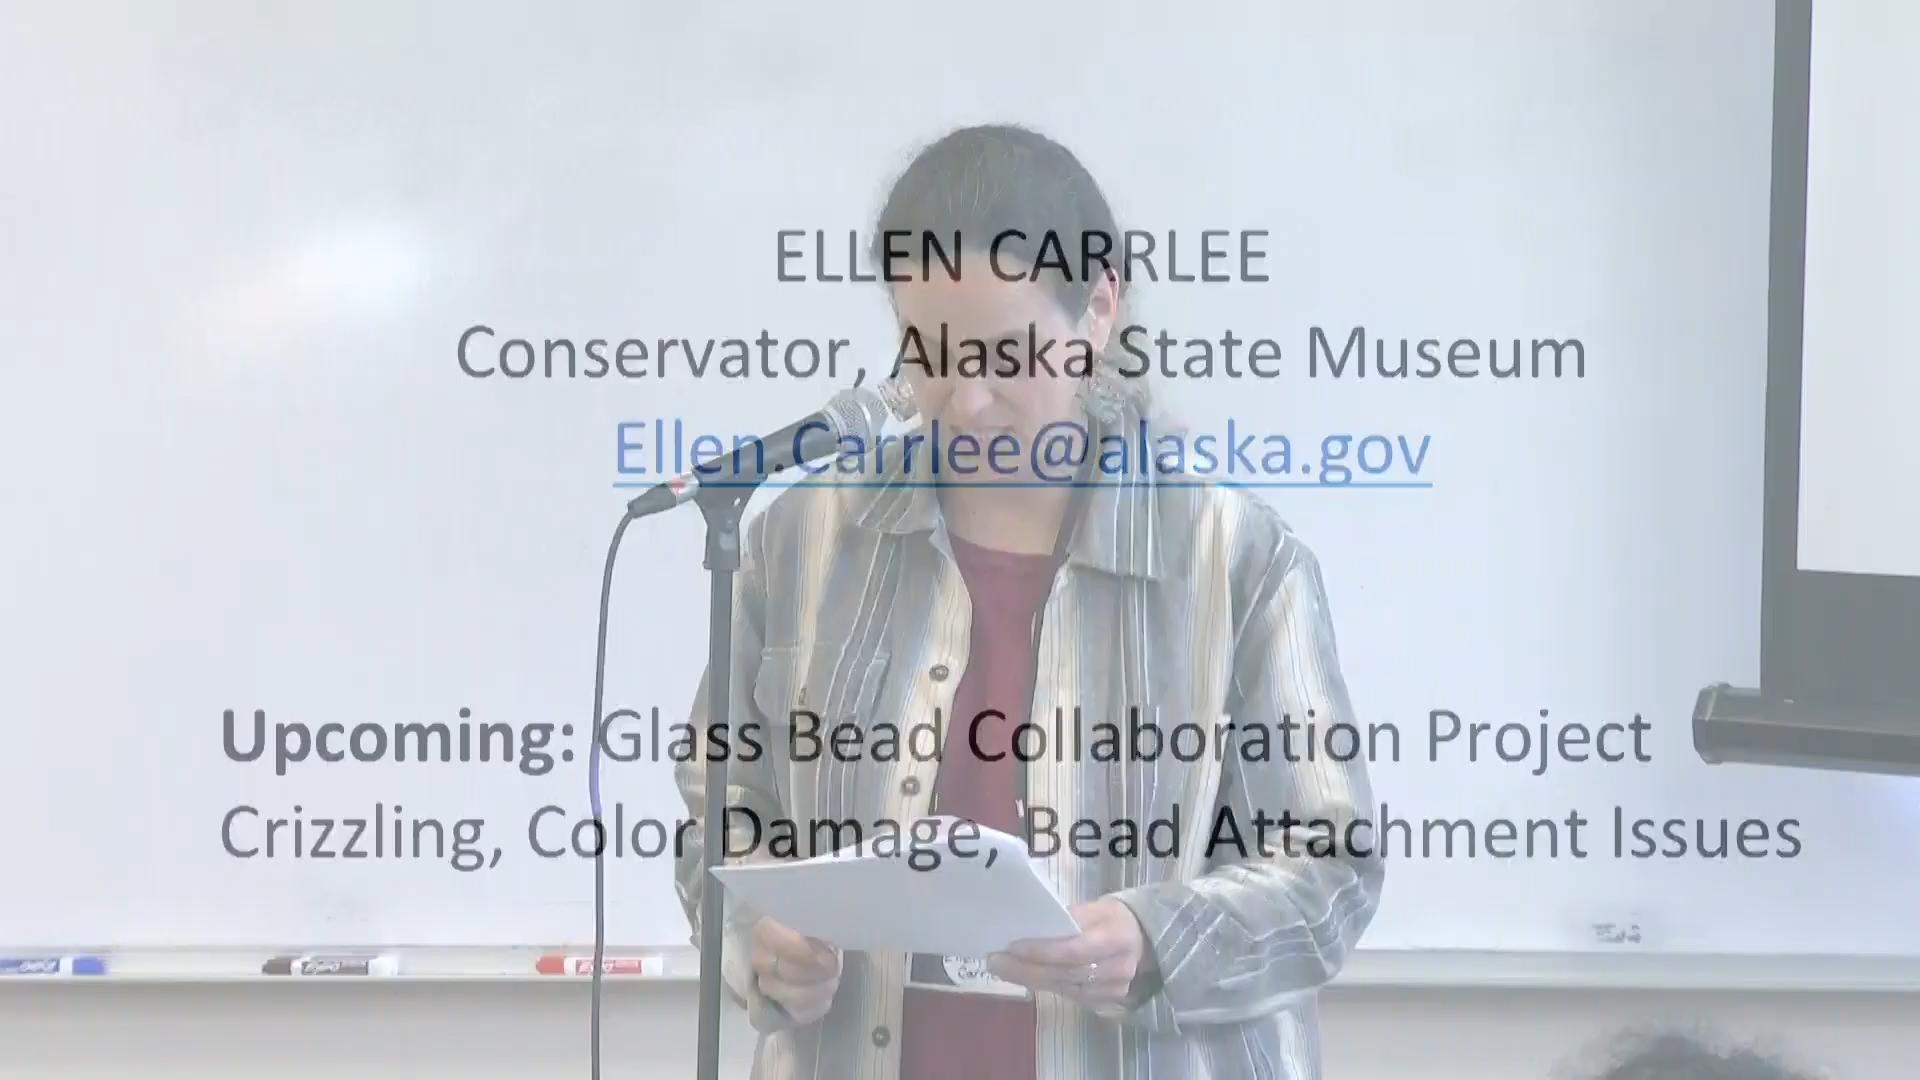 ELLEN CARRLEE
Conservator, Alaska State Museum
Ellen.Carrlee@alaska.gov
Upcoming: Glass Bead Collaboration Project
Crizzling, Color Damage, Bead Attachment Issues